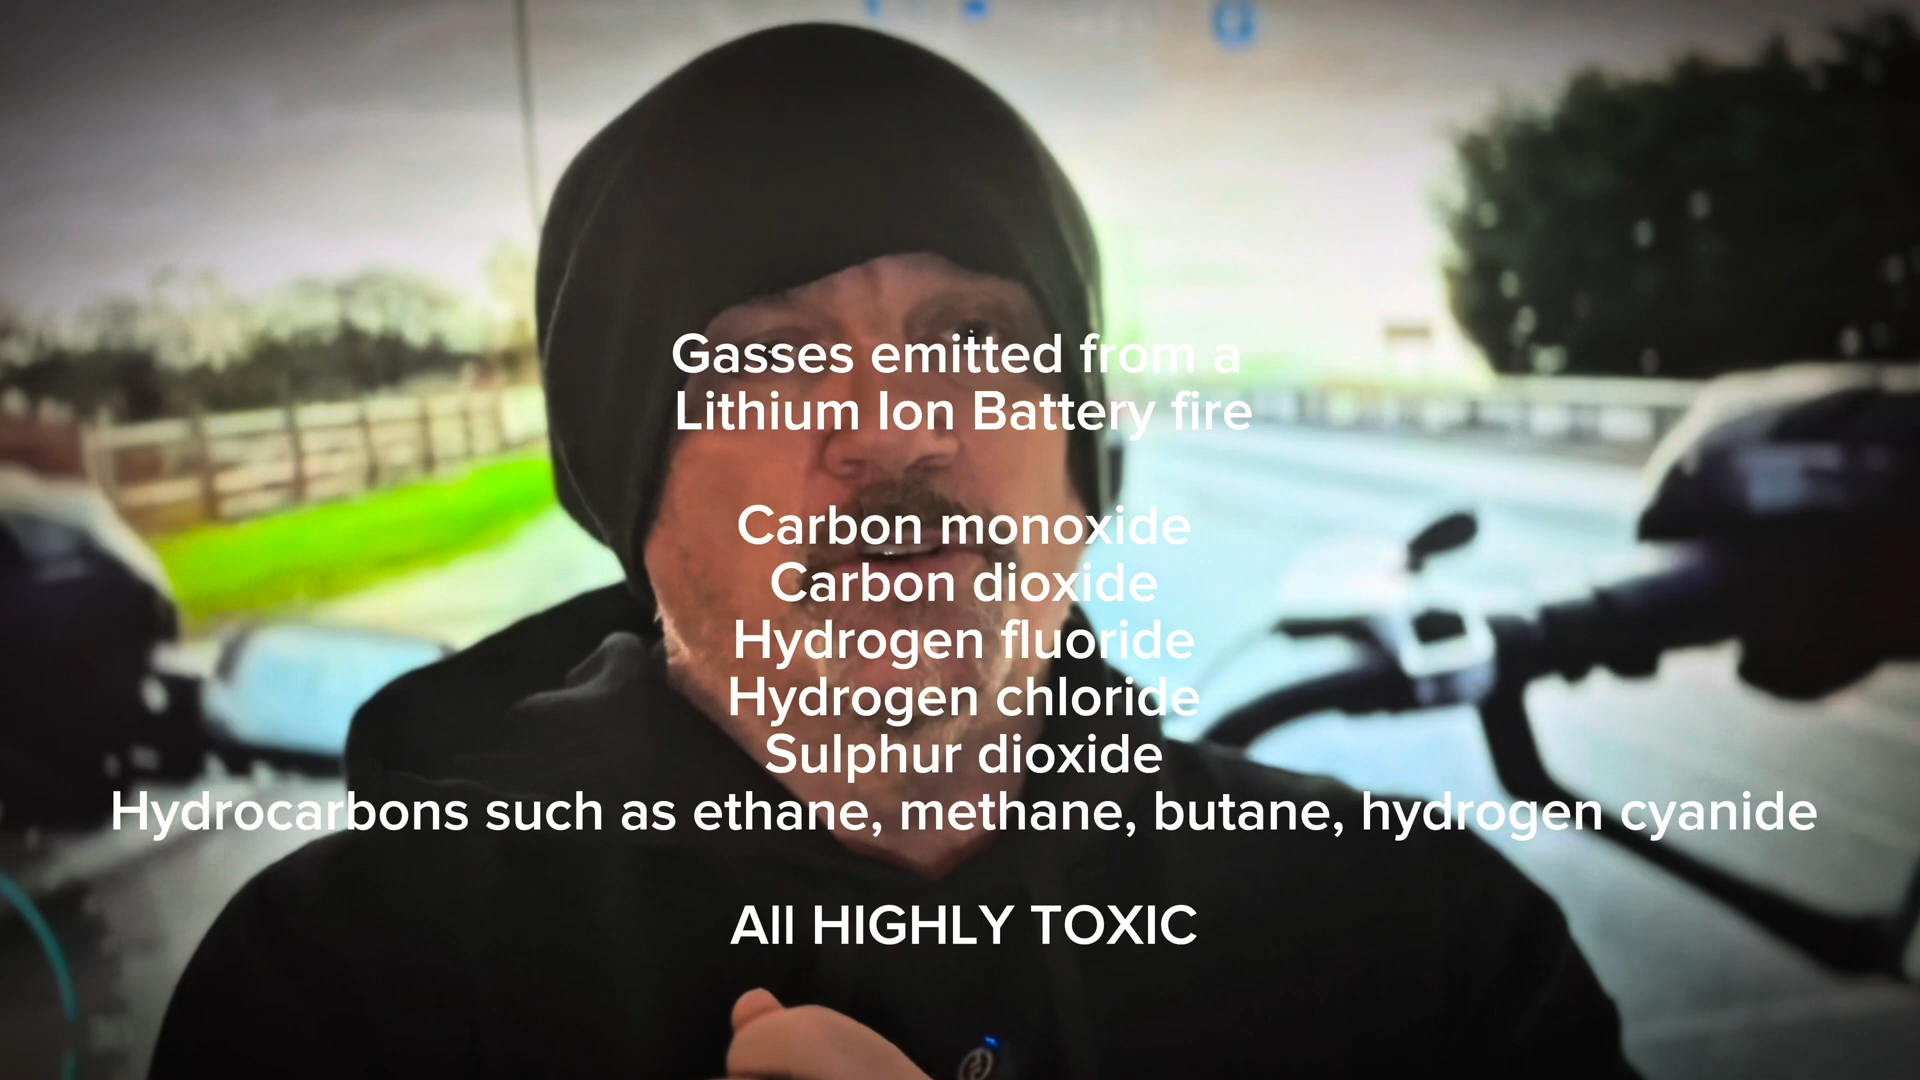 Gasses emitted from a
Lithium Ion Battery fire
Carbon monoxide
Carbon dioxide
Hydrogen fluoride
Hydrogen chloride
Sulphur dioxide
Hydrocarbons such as ethane, methane, butane, hydrogen cyanide
All HIGHLY TOXIC